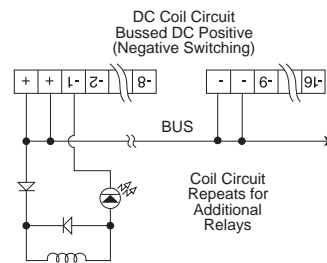 DC Coil Circuit
Bussed DC Positive
(Negative Switching)
+ + -1- -2- -8- - - -9- -16-
BUS
Coil Circuit
Repeats for
Additional
Relays